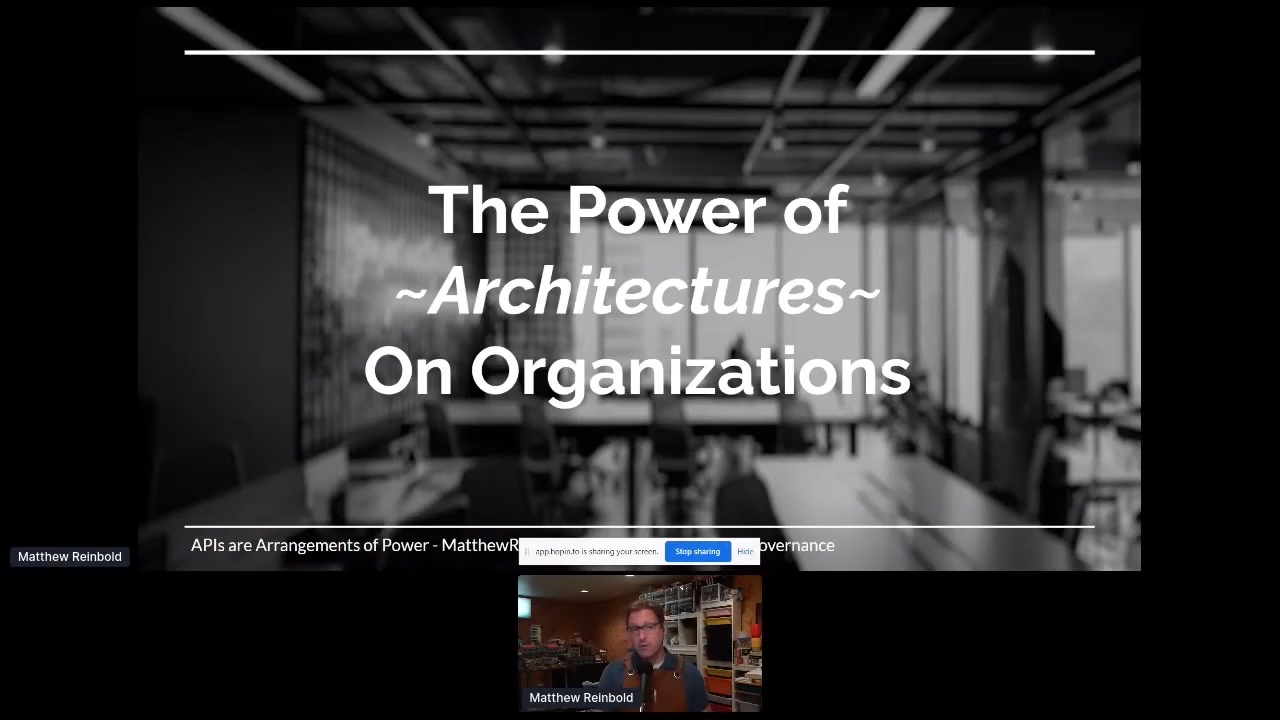 The Power of
~Architectures~
On Organizations
APIs are Arrangements of Power - MatthewR
overnance
Matthew Reinbold
app.hopin.to is sharing your screen.
Stop sharing
Hide
Matthew Reinbold